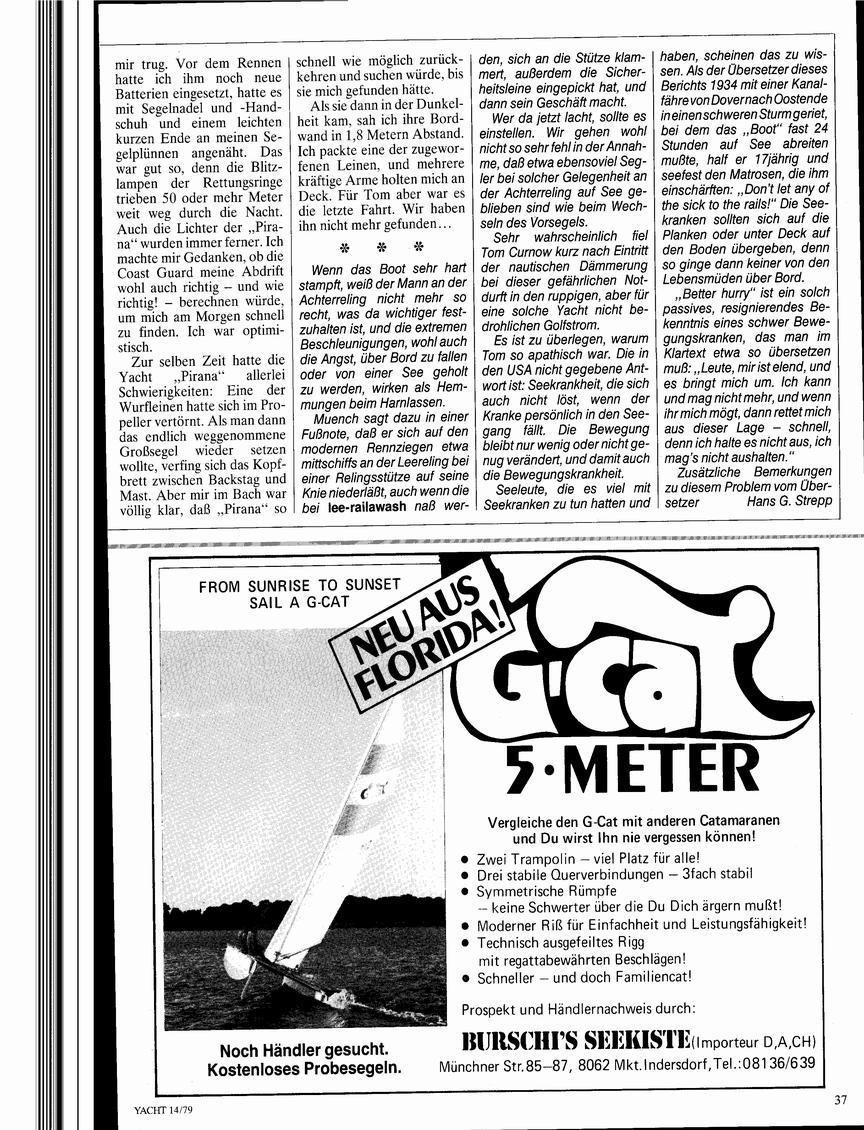 mir trug. Vor dem Rennen
hatte ich ihm noch neue
Batterien eingesetzt, hatte es
mit Segelnadel und -Hand-
schuh und einem leichten
kurzen Ende an meinen Se-
gelplünnen angenäht. Das
war gut so, denn die Blitz-
lampen der Rettungsringe
trieben 50 oder mehr Meter
weit weg durch die Nacht.
Auch die Lichter der „Pira-
na“ wurden immer ferner. Ich
machte mir Gedanken, ob die
Coast Guard meine Abdrift
wohl auch richtig – und wie
richtig! – berechnen würde,
um mich am Morgen schnell
zu finden. Ich war optimi-
stisch.
Zur selben Zeit hatte die
Yacht „Pirana“ allerlei
Schwierigkeiten: Eine der
Wurfleinen hatte sich im Pro-
peller vertörnt. Als man dann
das endlich weggenommene
Großsegel wieder setzen
wollte, verfing sich das Kopf-
brett zwischen Backstag und
Mast. Aber mir im Bach war
völlig klar, daß „Pirana“ so
schnell wie möglich zurück-
kehren und suchen würde, bis
sie mich gefunden hätte.
Als sie dann in der Dunkel-
heit kam, sah ich ihre Bord-
wand in 1,8 Metern Abstand.
Ich packte eine der zugewor-
fenen Leinen, und mehrere
kräftige Arme holten mich an
Deck. Für Tom aber war es
die letzte Fahrt. Wir haben
ihn nicht mehr gefunden…
* * *
Wenn das Boot sehr hart
stampft, weiß der Mann an der
Achterreling nicht mehr so
recht, was da wichtiger fest-
zuhalten ist, und die extremen
Beschleunigungen, wohl auch
die Angst, über Bord zu fallen
oder von einer See geholt
zu werden, wirken als Hem-
mungen beim Harnlassen.
Muench sagt dazu in einer
Fußnote, daß er sich auf den
modernen Rennziegen etwa
mittschiffs an der Leereling bei
einer Relingsstütze auf seine
Knie niederläßt, auch wenn die
bei lee-railawash naß wer-
den, sich an die Stütze klam-
mert, außerdem die Sicher-
heitsleine eingepickt hat, und
dann sein Geschäft macht.
Wer da jetzt lacht, sollte es
einstellen. Wir gehen wohl
nicht so sehr fehl in der Annah-
me, daß etwa ebensoviel Seg-
ler bei solcher Gelegenheit an
der Achterreling auf See ge-
blieben sind wie beim Wech-
seln des Vorsegels.
Sehr wahrscheinlich fiel
Tom Curnow kurz nach Eintritt
der nautischen Dämmerung
bei dieser gefährlichen Not-
durft in den ruppigen, aber für
eine solche Yacht nicht be-
drohlichen Golfstrom.
Es ist zu überlegen, warum
Tom so apathisch war. Die in
den USA nicht gegebene Ant-
wort ist: Seekrankheit, die sich
auch nicht löst, wenn der
Kranke persönlich in den See-
gang fällt. Die Bewegung
bleibt nur wenig oder nicht ge-
nug verändert, und damit auch
die Bewegungskrankheit.
Seeleute, die es viel mit
Seekranken zu tun hatten und
haben, scheinen das zu wis-
sen. Als der Übersetzer dieses
Berichts 1934 mit einer Kanal-
fähre von Dover nach Oostende
in einen schweren Sturm geriet,
bei dem das „Boot“ fast 24
Stunden auf See abreiten
mußte, half er 17jährig und
seefest den Matrosen, die ihm
einschärften: „Don't let any of
the sick to the rails!“ Die See-
kranken sollten sich auf die
Planken oder unter Deck auf
den Boden übergeben, denn
so ginge dann keiner von den
Lebensmüden über Bord.
„Better hurry“ ist ein solch
passives, resignierendes Be-
kenntnis eines schwer Bewe-
gungskranken, das man im
Klartext etwa so übersetzen
muß: „Leute, mir ist elend, und
es bringt mich um. Ich kann
und mag nicht mehr, und wenn
ihr mich mögt, dann rettet mich
aus dieser Lage – schnell,
denn ich halte es nicht aus, ich
mag's nicht aushalten.“
Zusätzliche Bemerkungen
zu diesem Problem vom Über-
setzer Hans G. Strepp
FROM SUNRISE TO SUNSET
SAIL A G-CAT
NEU AUS
FLORIDA!
G-Cat
5·METER
Vergleiche den G-Cat mit anderen Catamaranen
und Du wirst Ihn nie vergessen können!
• Zwei Trampolin – viel Platz für alle!
• Drei stabile Querverbindungen – 3fach stabil
• Symmetrische Rümpfe
– keine Schwerter über die Du Dich ärgern mußt!
• Moderner Riß für Einfachheit und Leistungsfähigkeit!
• Technisch ausgefeiltes Rigg
mit regattabewährten Beschlägen!
• Schneller – und doch Familiencat!
Prospekt und Händlernachweis durch:
BURSCHI'S SEEKISTE (Importeur D,A,CH)
Münchner Str. 85–87, 8062 Mkt. Indersdorf, Tel.: 08136/639
Noch Händler gesucht.
Kostenloses Probesegeln.
YACHT 14/79
37